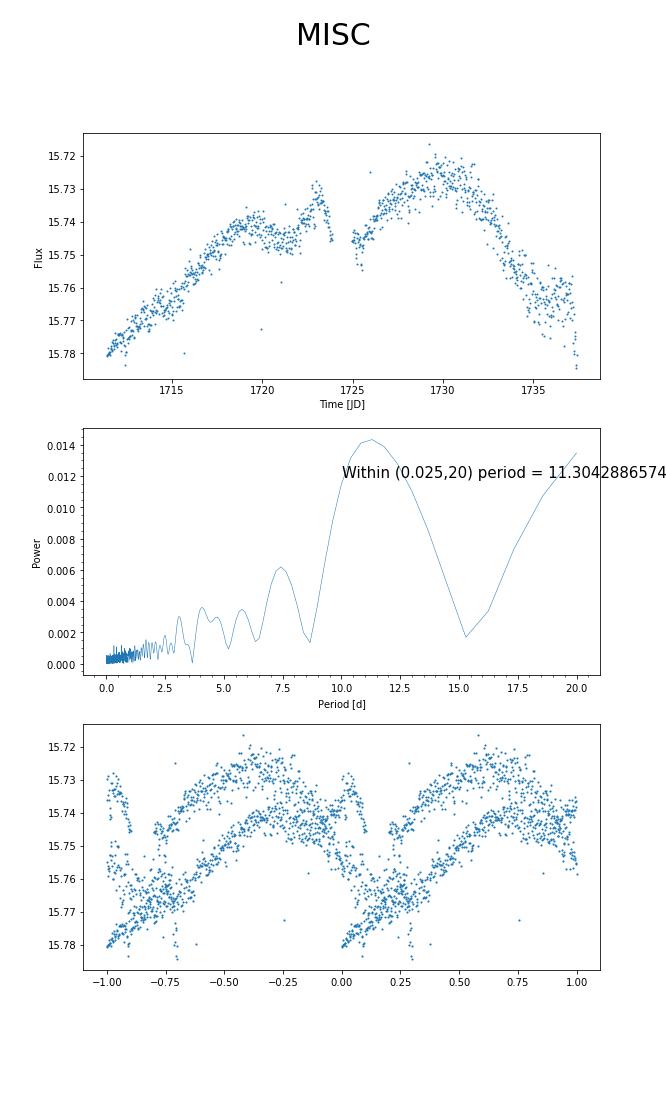 MISC
15.72
15.73
15.74
15.75
15.76
15.77
15.78
Flux
1715 1720 1725 1730 1735
Time [JD]
0.014
0.012
0.010
0.008
0.006
0.004
0.002
0.000
Power
Within (0.025,20) period = 11.3042886574
0.0 2.5 5.0 7.5 10.0 12.5 15.0 17.5 20.0
Period [d]
15.72
15.73
15.74
15.75
15.76
15.77
15.78
−1.00 −0.75 −0.50 −0.25 0.00 0.25 0.50 0.75 1.00